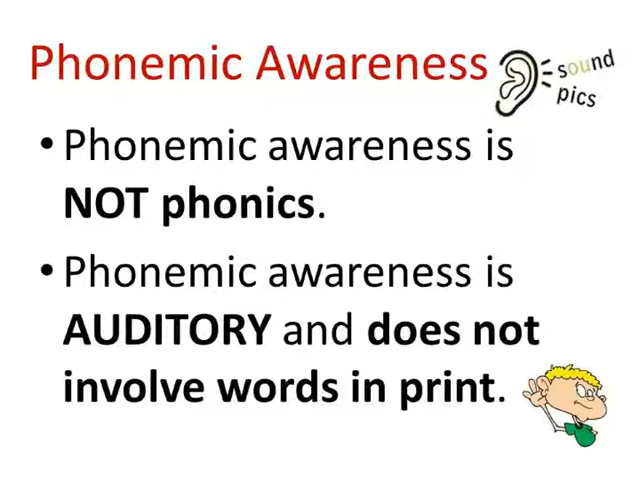 Phonemic Awareness
sound
pics
• Phonemic awareness is
NOT phonics.
• Phonemic awareness is
AUDITORY and does not
involve words in print.